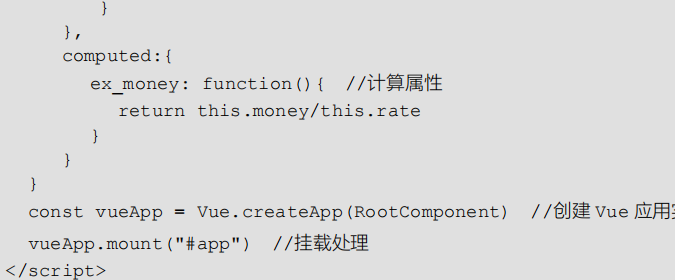 }
},
computed:{
ex_money: function(){ //计算属性
return this.money/this.rate
}
}
}
const vueApp = Vue.createApp(RootComponent) //创建 Vue 应用
vueApp.mount("#app") //挂载处理
</script>